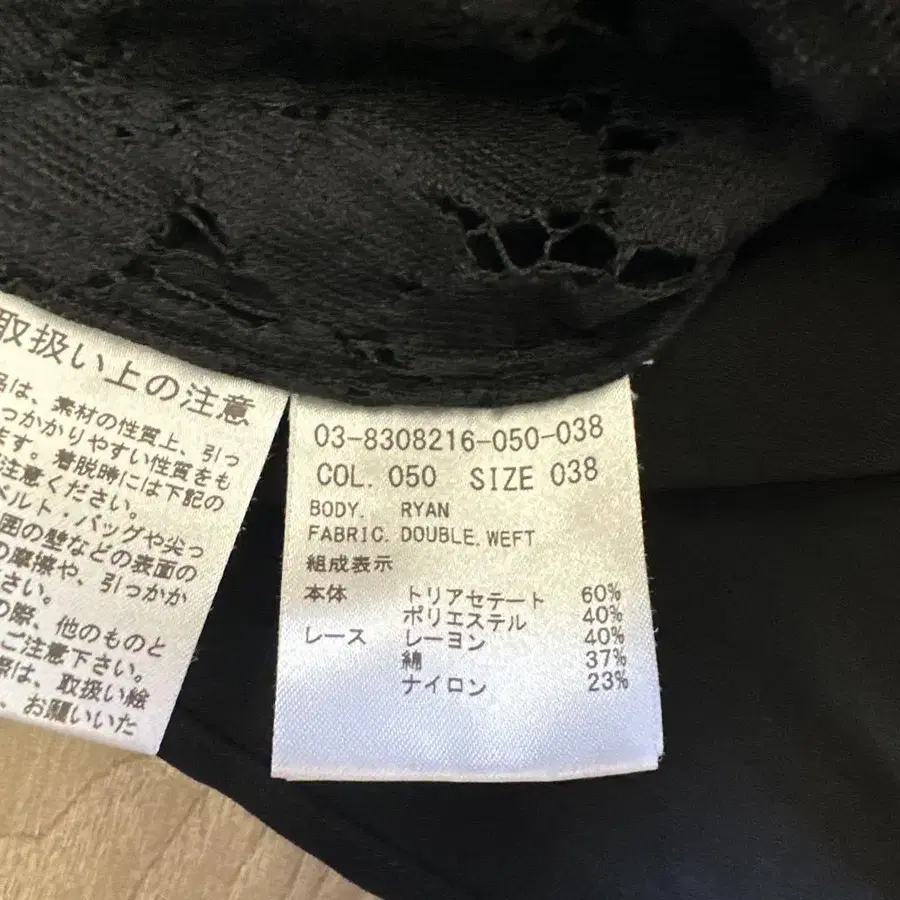 取扱い上の注意
品は、素材の性質上、引っ
っかかりやすい性質をも
ます。着脱時には下記の
注意ください。
ベルト・バッグや尖っ
囲の壁などの表面の
の摩擦や、引っかか
さい。
の際、他のものと
ご注意下さい。
際は、取扱い絵
、お願いいた
03-8308216-050-038
COL. 050 SIZE 038
BODY. RYAN
FABRIC. DOUBLE. WEFT
組成表示
本体 トリアセテート 60%
ポリエステル 40%
レース レーヨン 40%
綿 37%
ナイロン 23%